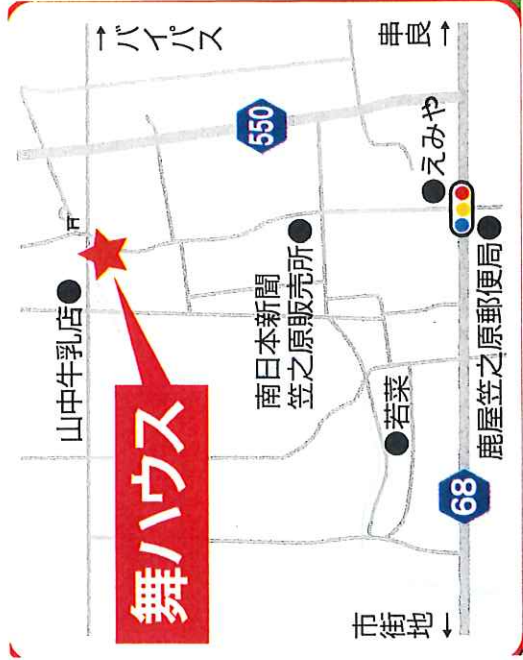 山中牛乳店
→
バイパス
舞ハウス
550
南日本新聞
笠之原販売所
市街地
←
串良
→
若菜
えみや
68
鹿屋笠之原郵便局